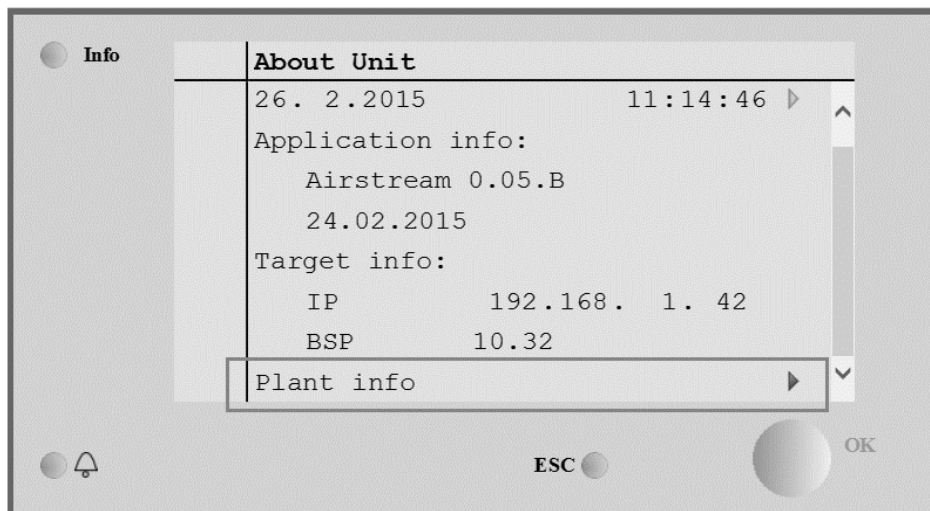 Info
About Unit
26. 2.2015 11:14:46
Application info:
Airstream 0.05.B
24.02.2015
Target info:
IP 192.168. 1. 42
BSP 10.32
Plant info
ESC
OK